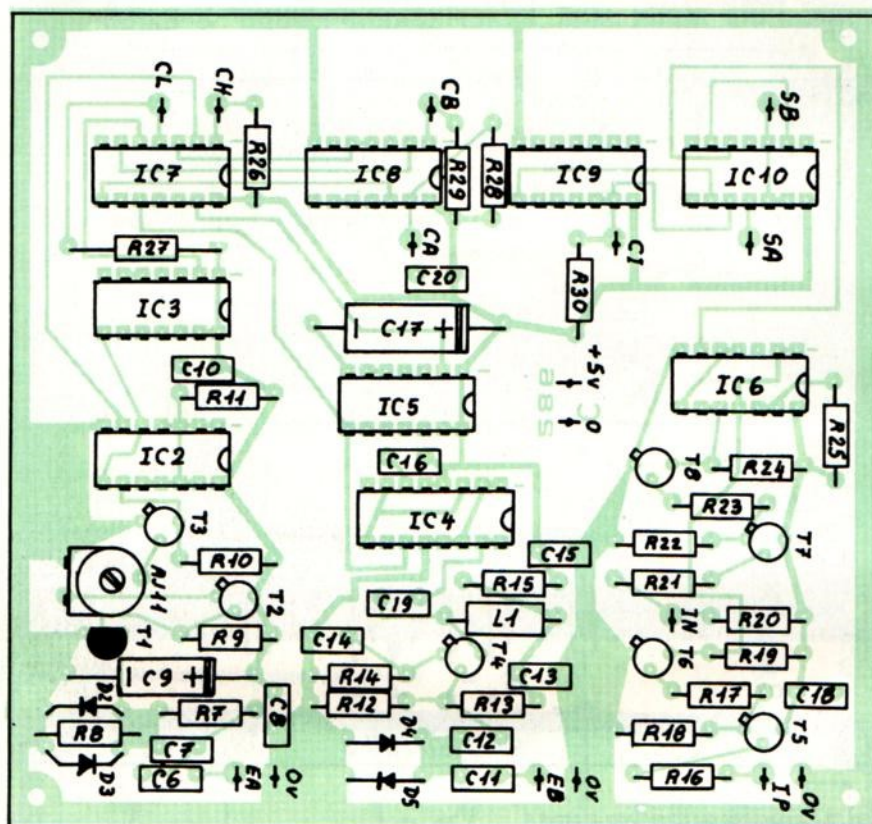 CL CH CB SB
IC7 R26 IC8 R29 R28 IC9 IC10
R27 CA C20 R30 CI SA
IC3 C17 +5v
C10 R11 IC5 0 IC6 R25
IC2 C16 T8 R24
T3 IC4 R23
R10 C15 R22 T7
AJ11 T2 R15 R21
C19 L1 IN R20
T1 R9 C14 T4 T6 R19
C9 R14 C13 R17 C18
D2 R7 C8 R12 R13
R8 C7 D4 C12 R18 T5
D3 C6 EA 0v D5 C11 EB 0v R16 IP 0v